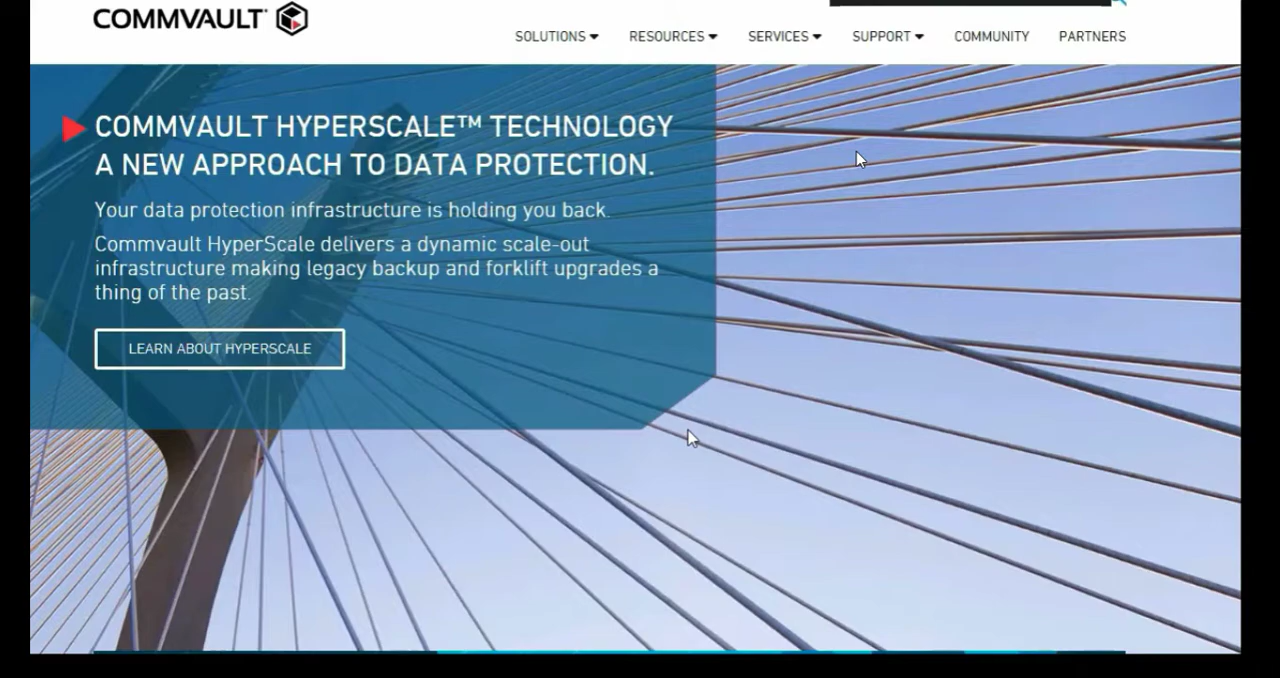 COMMVAULT
SOLUTIONS RESOURCES SERVICES SUPPORT COMMUNITY PARTNERS
COMMVAULT HYPERSCALE™ TECHNOLOGY
A NEW APPROACH TO DATA PROTECTION.
Your data protection infrastructure is holding you back.
Commvault HyperScale delivers a dynamic scale-out
infrastructure making legacy backup and forklift upgrades a
thing of the past.
LEARN ABOUT HYPERSCALE